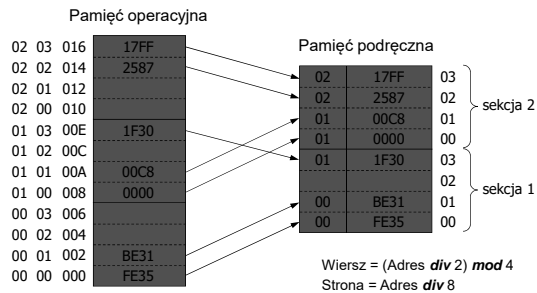 Pamięć operacyjna
Pamięć podręczna
02 03 016 17FF
02 02 014 2587
02 01 012
02 00 010
01 03 00E 1F30
01 02 00C
01 01 00A 00C8
01 00 008 0000
00 03 006
00 02 004
00 01 002 BE31
00 00 000 FE35
02 17FF 03
02 2587 02
01 00C8 01
01 0000 00
sekcja 2
01 1F30 03
02
00 BE31 01
00 FE35 00
sekcja 1
Wiersz = (Adres div 2) mod 4
Strona = Adres div 8